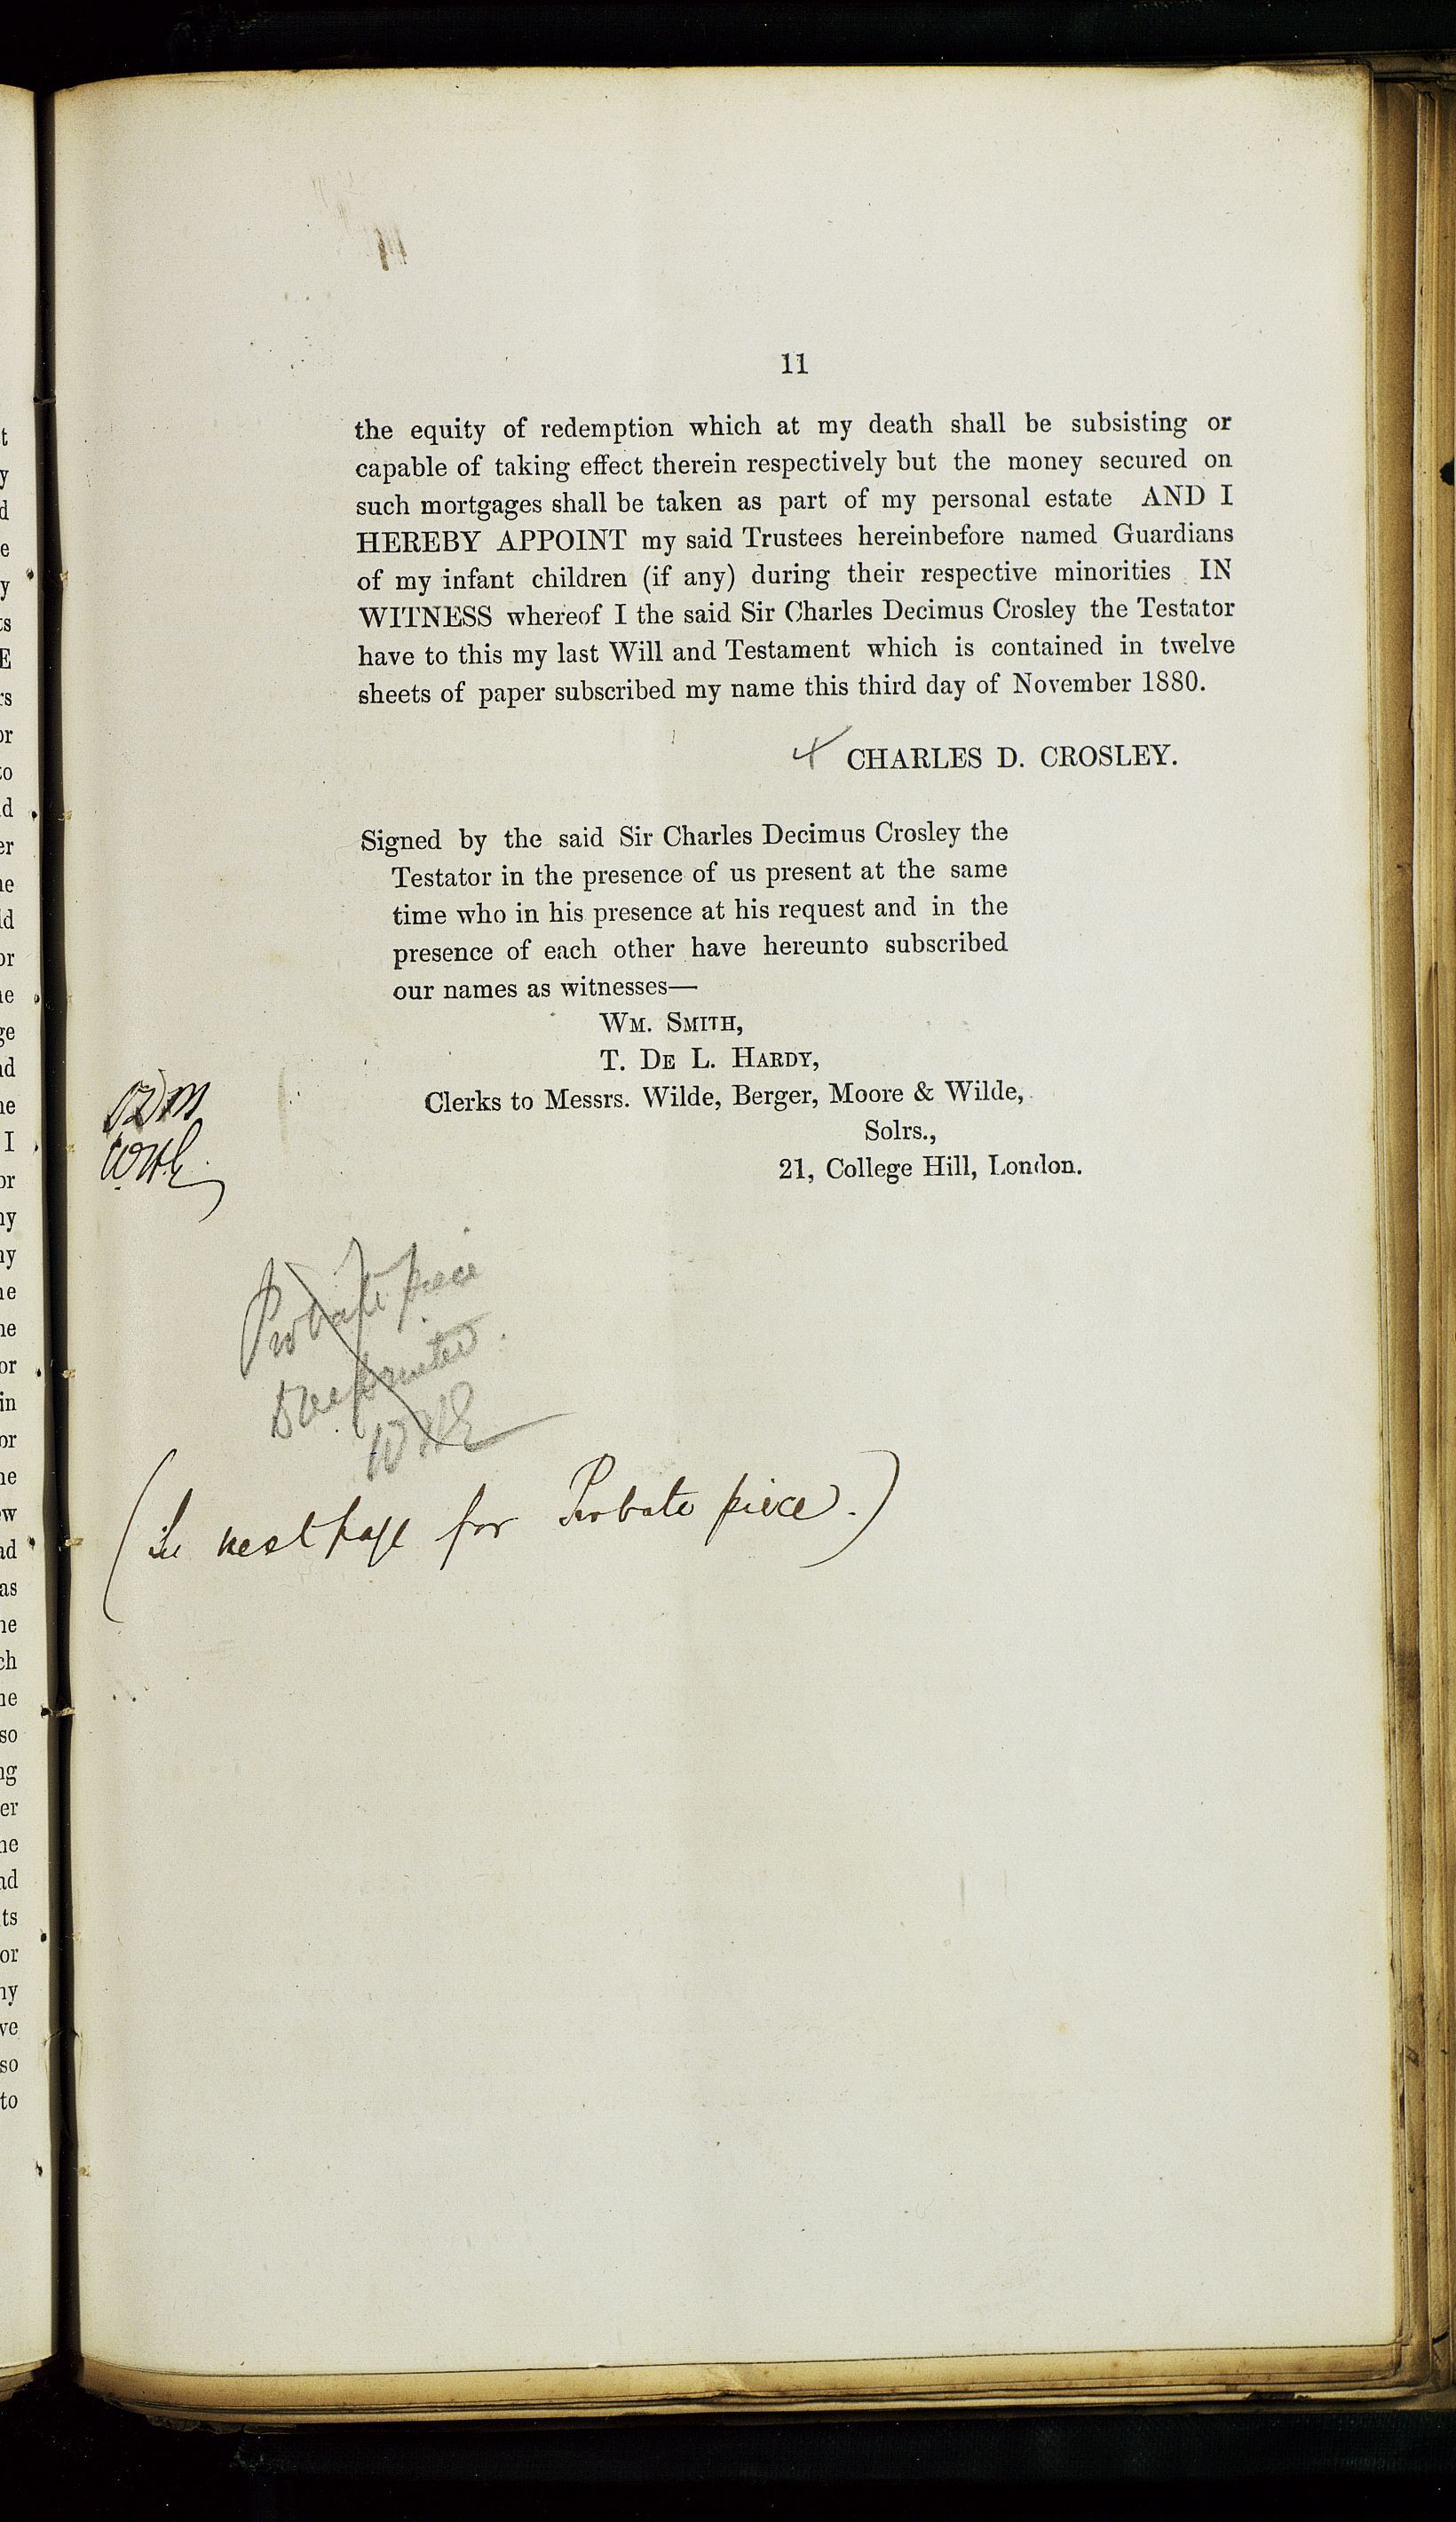 11
the equity of redemption which at my death shall be subsisting or
capable of taking effect therein respectively but the money secured on
such mortgages shall be taken as part of my personal estate AND I
HEREBY APPOINT my said Trustees hereinbefore named Guardians
of my infant children (if any) during their respective minorities IN
WITNESS whereof I the said Sir Charles Decimus Crosley the Testator
have to this my last Will and Testament which is contained in twelve
sheets of paper subscribed my name this third day of November 1880.
CHARLES D. CROSLEY.
Signed by the said Sir Charles Decimus Crosley the
Testator in the presence of us present at the same
time who in his presence at his request and in the
presence of each other have hereunto subscribed
our names as witnesses—
WM. SMITH,
T. DE L. HARDY,
Clerks to Messrs. Wilde, Berger, Moore & Wilde,
Solrs.,
21, College Hill, London.
Probate piece
to be printed.
(See next page for Probate piece.)